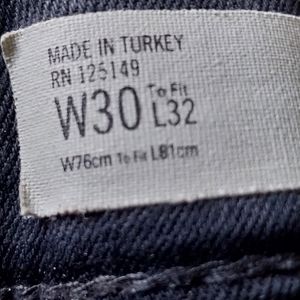 MADE IN TURKEY
RN 125149
W30 To Fit L32
W76cm To Fit L81cm